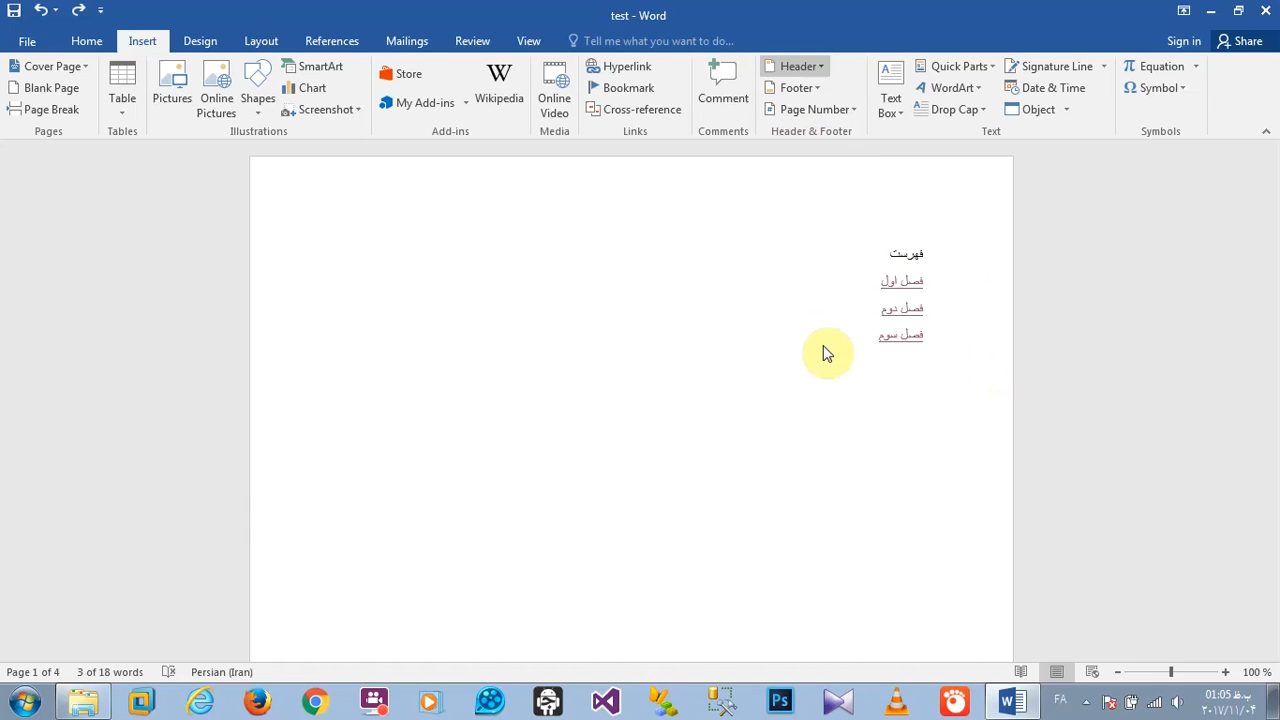 test - Word
File Home Insert Design Layout References Mailings Review View Tell me what you want to do... Sign in Share
Cover Page
Blank Page
Page Break
Pages
Table
Tables
Pictures
Online Pictures
Shapes
SmartArt
Chart
Screenshot
Illustrations
Store
My Add-ins
Wikipedia
Add-ins
Online Video
Media
Hyperlink
Bookmark
Cross-reference
Links
Comment
Comments
Header
Footer
Page Number
Header & Footer
Text Box
Quick Parts
WordArt
Drop Cap
Signature Line
Date & Time
Object
Text
Equation
Symbol
Symbols
فهرست
فصل اول
فصل دوم
فصل سوم
Page 1 of 4 3 of 18 words Persian (Iran) 100 %
FA
01:05 ب.ظ
۲۰۱۷/۱۱/۰۴